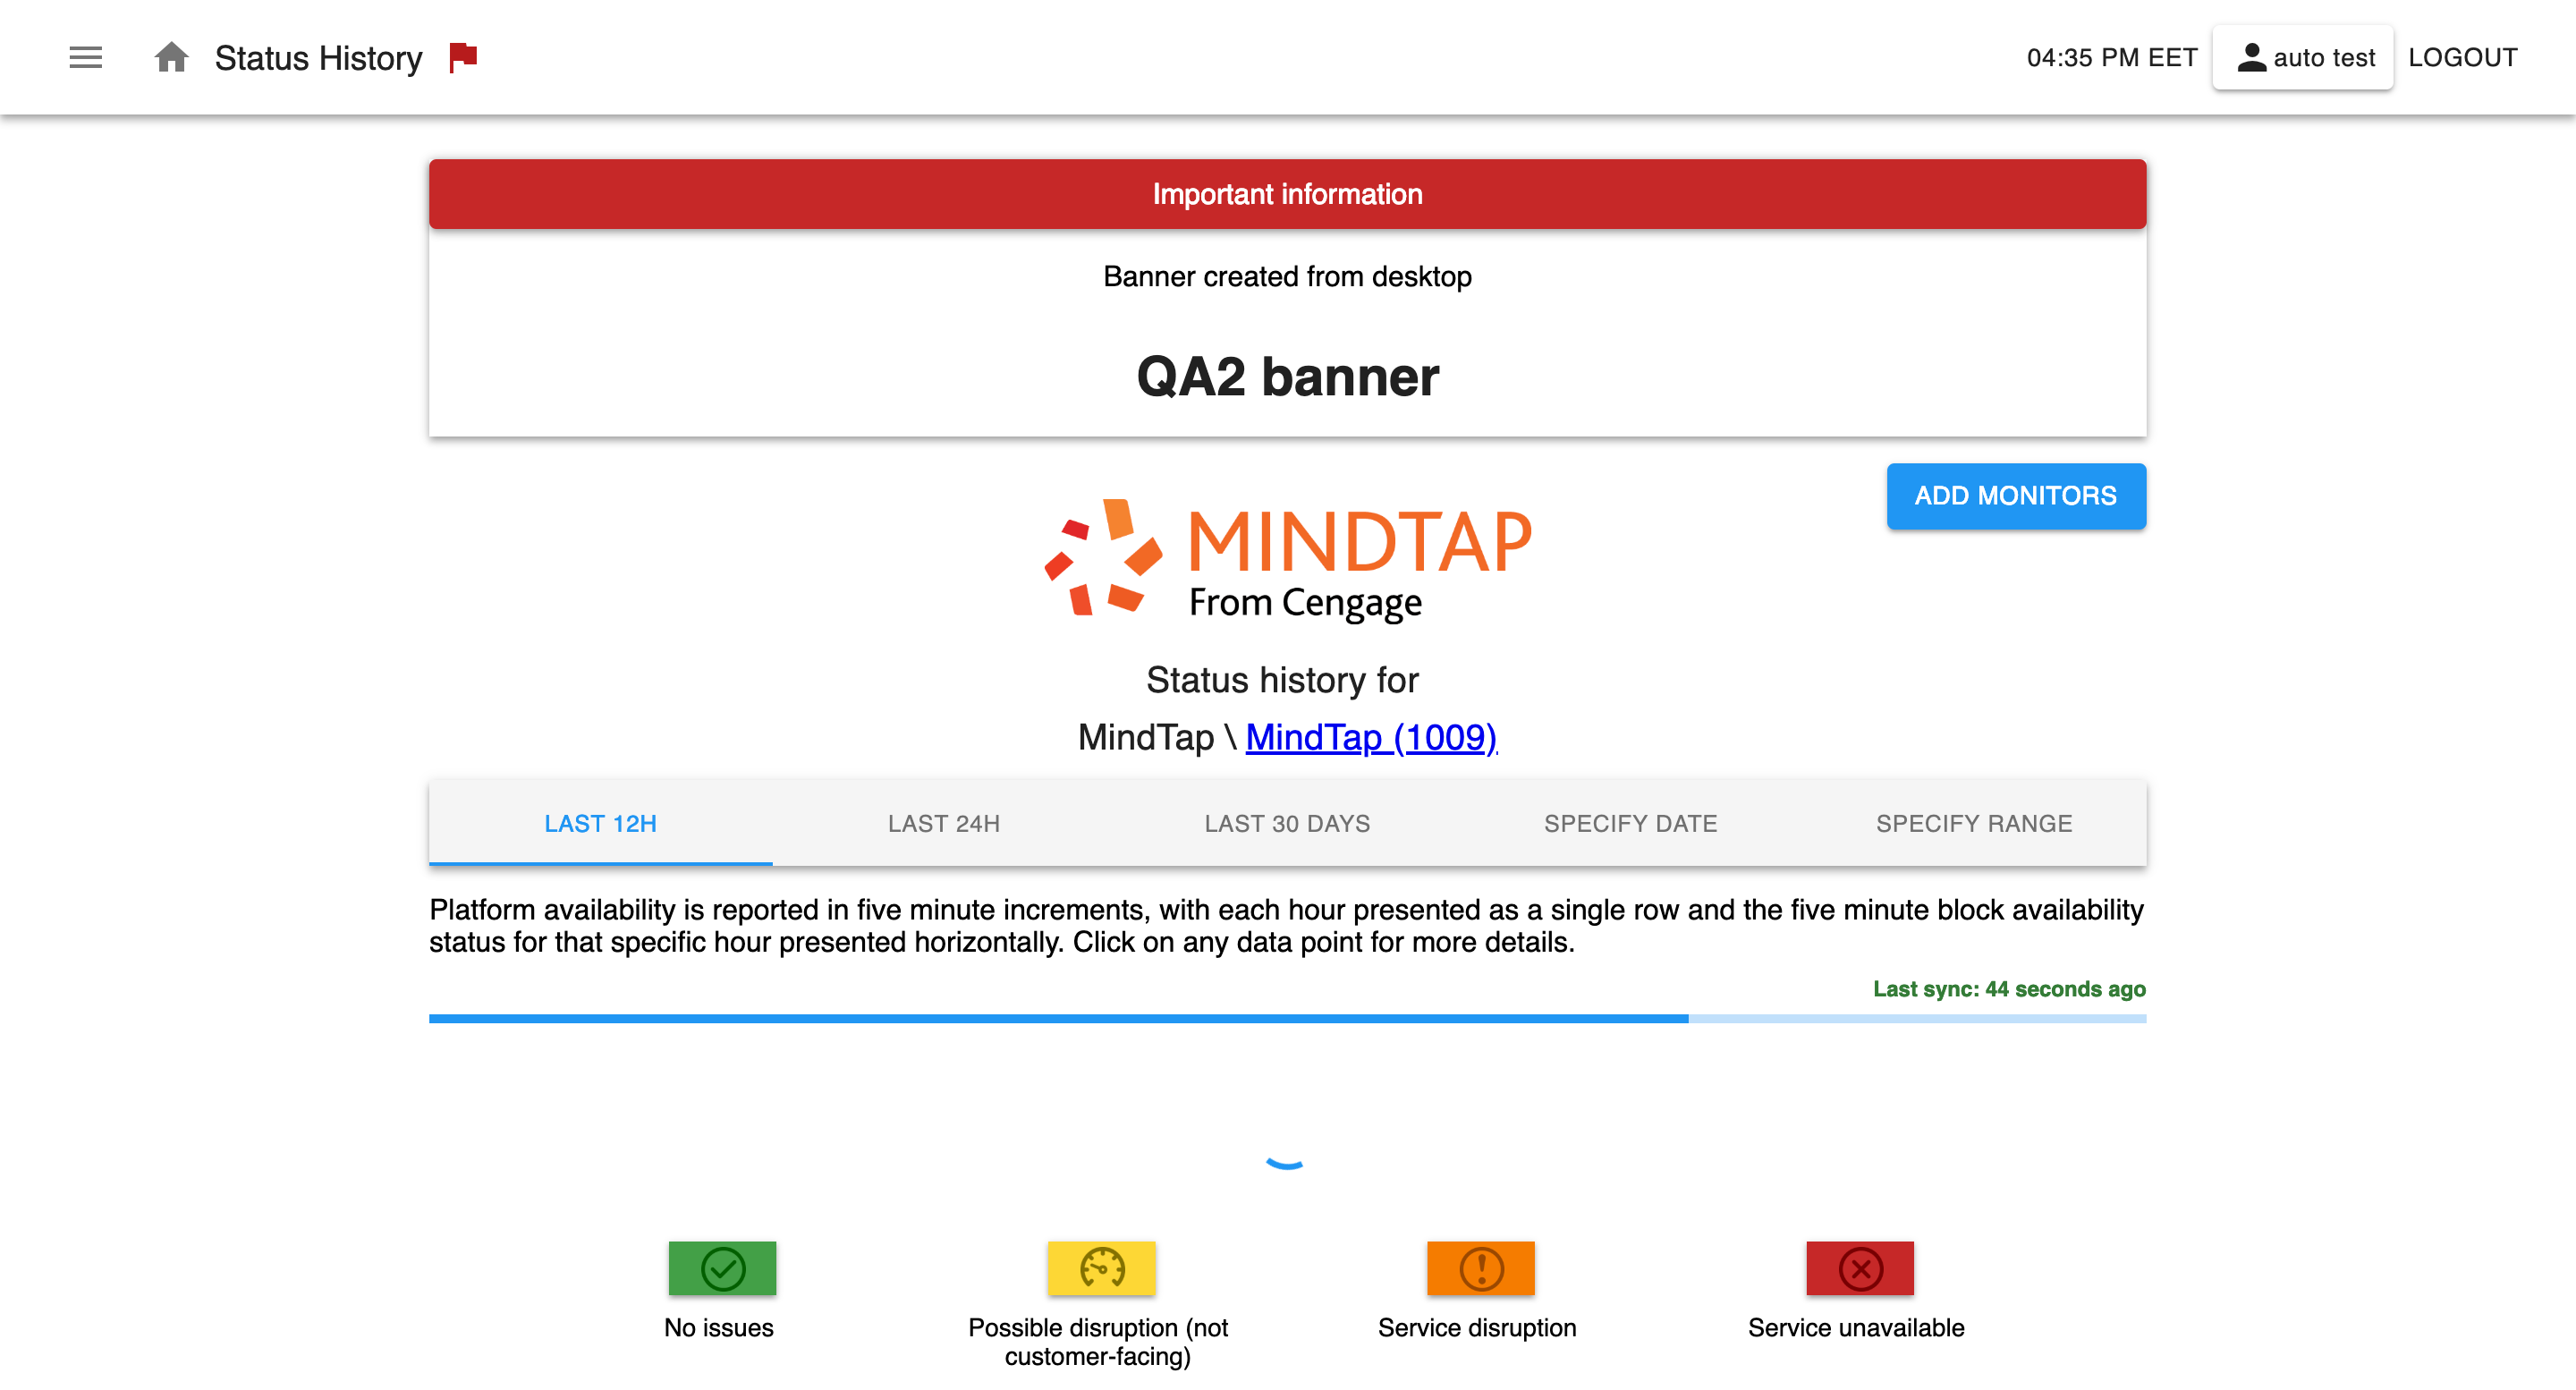 Status History
04:35 PM EET
auto test
LOGOUT
Important information
Banner created from desktop
QA2 banner
ADD MONITORS
MINDTAP
From Cengage
Status history for
MindTap \ MindTap (1009)
LAST 12H
LAST 24H
LAST 30 DAYS
SPECIFY DATE
SPECIFY RANGE
Platform availability is reported in five minute increments, with each hour presented as a single row and the five minute block availability
status for that specific hour presented horizontally. Click on any data point for more details.
Last sync: 44 seconds ago
No issues
Possible disruption (not
customer-facing)
Service disruption
Service unavailable